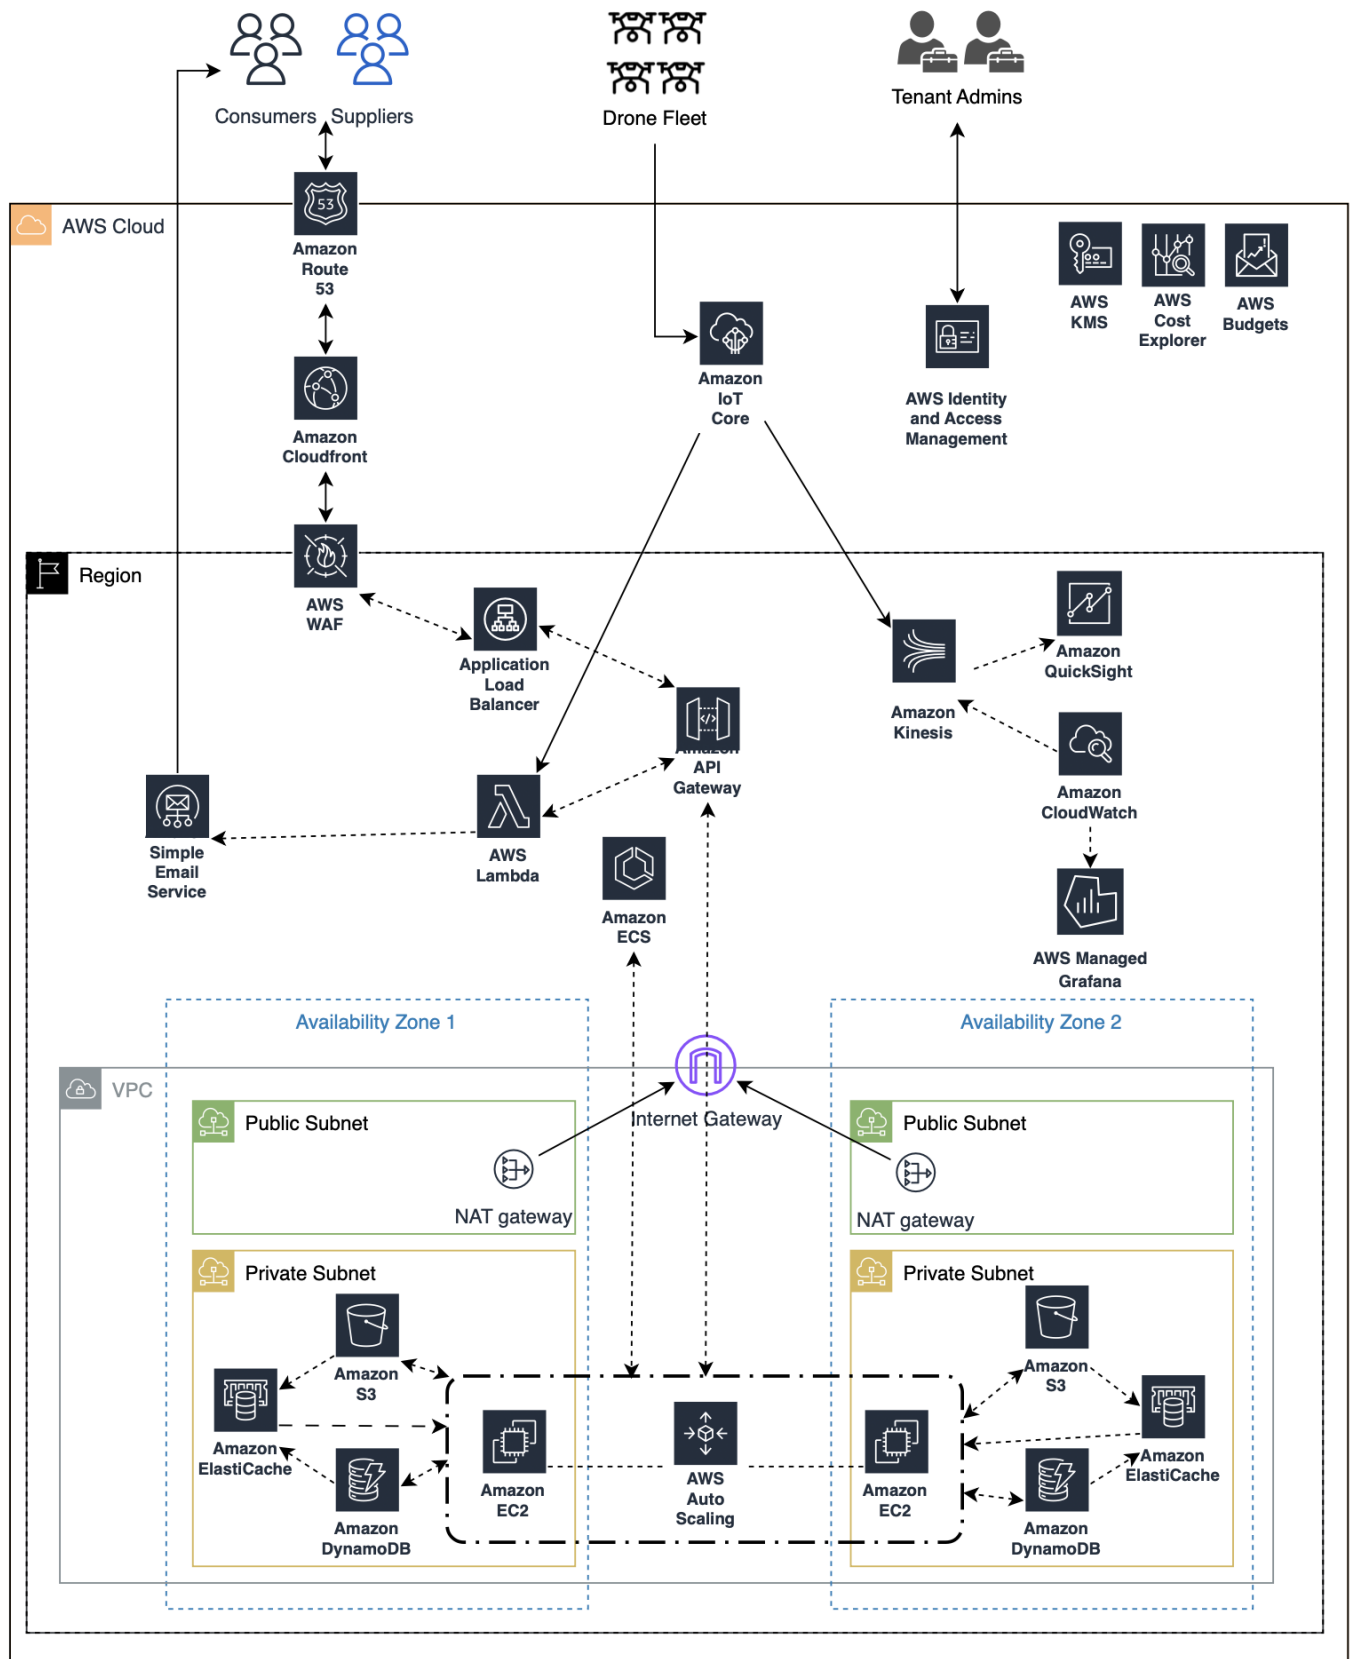 Consumers
Suppliers
Drone Fleet
Tenant Admins
53
AWS Cloud
Amazon
Route
53
AWS
KMS
AWS
Cost
Explorer
AWS
Budgets
Amazon
IoT
Core
AWS Identity
and Access
Management
Amazon
Cloudfront
Region
AWS
WAF
Application
Load
Balancer
Amazon
QuickSight
Amazon
Kinesis
Amazon
API
Gateway
Amazon
CloudWatch
Simple
Email
Service
AWS
Lambda
Amazon
ECS
AWS Managed
Grafana
Availability Zone 1
Availability Zone 2
VPC
Internet Gateway
Public Subnet
NAT gateway
Public Subnet
NAT gateway
Private Subnet
Amazon
S3
Amazon
ElastiCache
Amazon
DynamoDB
Amazon
EC2
AWS
Auto
Scaling
Private Subnet
Amazon
S3
Amazon
EC2
Amazon
ElastiCache
Amazon
DynamoDB